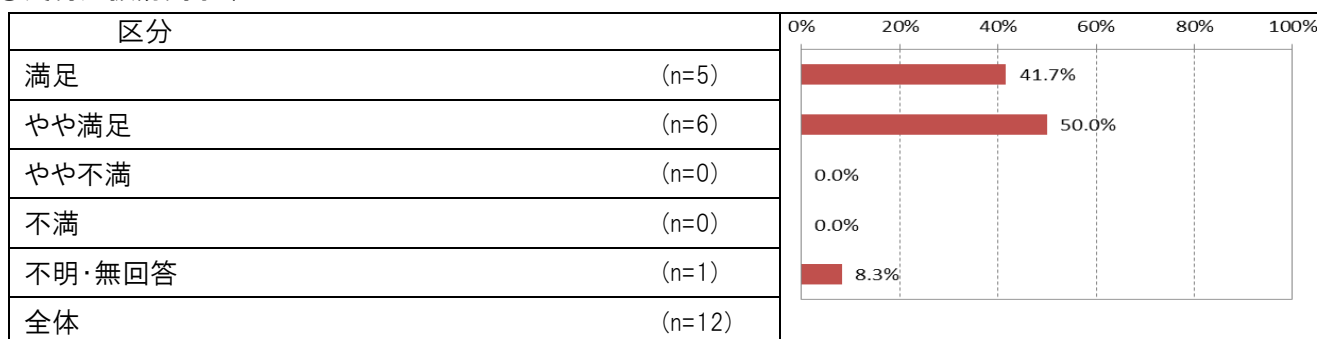 区分
0% 20% 40% 60% 80% 100%
満足 (n=5) 41.7%
やや満足 (n=6) 50.0%
やや不満 (n=0) 0.0%
不満 (n=0) 0.0%
不明・無回答 (n=1) 8.3%
全体 (n=12)